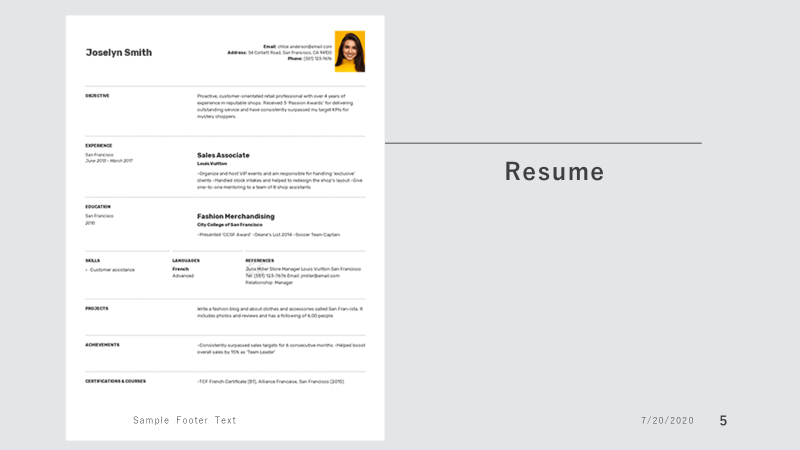 Joselyn Smith
Email: chloe.anderson@email.com
Address: 54 Corbett Road, San Francisco, CA 94100
Phone: (357) 123-7676
OBJECTIVE
Proactive, customer-orientated retail professional with over 4 years of
experience in reputable shops. Received 3 'Passion Awards' for delivering
outstanding service and have consistently surpassed my target 49% for
mystery shoppers.
EXPERIENCE
San Francisco
June 2013 - March 2017
Sales Associate
Louis Vuitton
-Organize and host VIP events and am responsible for handling 'exclusive'
clients -Handled stock intakes and helped to redesign the shop's layout -Give
one-to-one mentoring to a team of 8 shop assistants
EDUCATION
San Francisco
2010
Fashion Merchandising
City College of San Francisco
-Presented 'CCSF Award' -Deane's List 2014 -Soccer Team Captain
SKILLS
• Customer assistance
LANGUAGES
French
Advanced
REFERENCES
Julia Miller Store Manager Louis Vuitton San Francisco
Tel: (357) 123-7676 Email: jmiller@email.com
Relationship: Manager
PROJECTS
Write a fashion blog and about clothes and accessories called San Fran-ista. It
includes photos and reviews and has a following of 6,00 people
ACHIEVEMENTS
-Consistently surpassed sales targets for 6 consecutive months -Helped boost
overall sales by 15% as 'Team Leader'
CERTIFICATIONS & COURSES
-TCF French Certificate (B1), Alliance Francaise, San Francisco (2015)
Resume
Sample Footer Text
7/20/2020
5